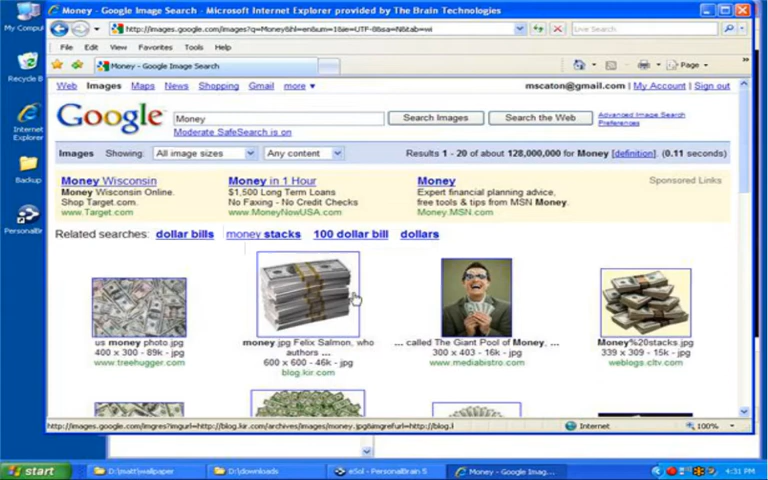 Money - Google Image Search - Microsoft Internet Explorer provided by The Brain Technologies
My Compu
http://images.google.com/images?q=Money&hl=en&um=1&ie=UTF-8&sa=N&tab=wi
Live Search
File Edit View Favorites Tools Help
Recycle B
Money - Google Image Search
Page
Web Images Maps News Shopping Gmail more ▼
mscaton@gmail.com | My Account | Sign out
Internet
Explorer
Google
Money
Search Images
Search the Web
Advanced Image Search
Preferences
Moderate SafeSearch is on
Images Showing: All image sizes Any content
Results 1 - 20 of about 128,000,000 for Money [definition]. (0.11 seconds)
Backup
Money Wisconsin
Money Wisconsin Online.
Shop Target.com.
www.Target.com
Money in 1 Hour
$1,500 Long Term Loans
No Faxing - No Credit Checks
www.MoneyNowUSA.com
Money
Expert financial planning advice,
free tools & tips from MSN Money.
Money.MSN.com
Sponsored Links
PersonalBr
Related searches: dollar bills money stacks 100 dollar bill dollars
us money photo.jpg
400 x 300 - 89k - jpg
www.treehugger.com
money.jpg Felix Salmon, who
authors ...
600 x 600 - 46k - jpg
blog.kir.com
... called The Giant Pool of Money, ...
300 x 403 - 16k - jpg
www.mediabistro.com
Money%20stacks.jpg
339 x 309 - 15k - jpg
weblogs.cltv.com
http://images.google.com/imgres?imgurl=http://blog.kir.com/archives/images/money.jpg&imgrefurl=http://blog.l
Internet
100%
start
D:\matt\wallpaper
D:\downloads
eSol - PersonalBrain 5
Money - Google Imag...
4:31 PM